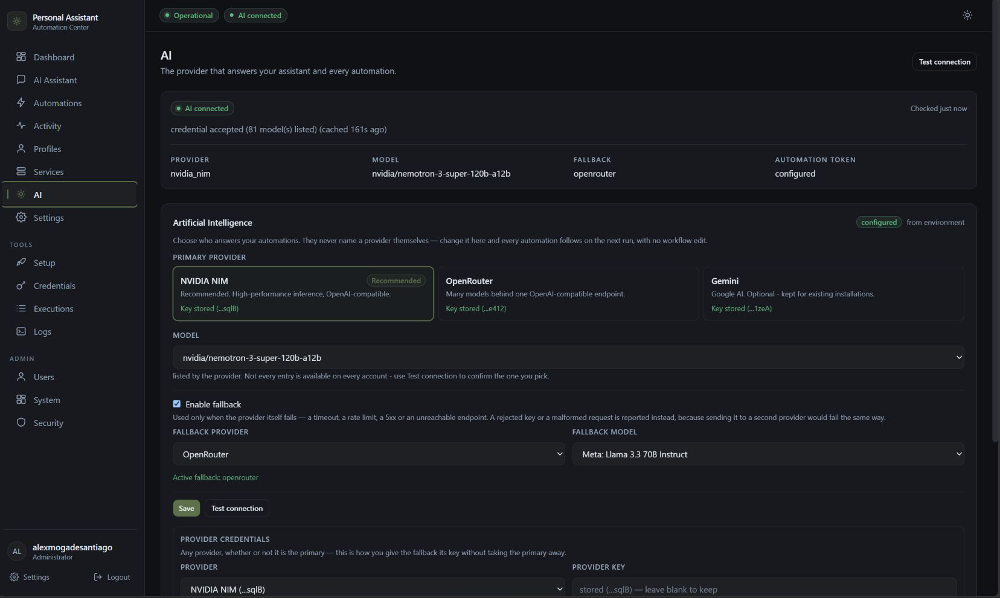 Personal Assistant
Automation Center
Dashboard
AI Assistant
Automations
Activity
Profiles
Services
AI
Settings
TOOLS
Setup
Credentials
Executions
Logs
ADMIN
Users
System
Security
AL
alexmogadesantiago
Administrator
Settings
Logout
Operational
AI connected
AI
The provider that answers your assistant and every automation.
Test connection
AI connected
Checked just now
credential accepted (81 model(s) listed) (cached 161s ago)
PROVIDER
nvidia_nim
MODEL
nvidia/nemotron-3-super-120b-a12b
FALLBACK
openrouter
AUTOMATION TOKEN
configured
Artificial Intelligence
configured
from environment
Choose who answers your automations. They never name a provider themselves — change it here and every automation follows on the next run, with no workflow edit.
PRIMARY PROVIDER
NVIDIA NIM
Recommended
Recommended. High-performance inference, OpenAI-compatible.
Key stored (...sqlB)
OpenRouter
Many models behind one OpenAI-compatible endpoint.
Key stored (...e412)
Gemini
Google AI. Optional - kept for existing installations.
Key stored (...1zeA)
MODEL
nvidia/nemotron-3-super-120b-a12b
listed by the provider. Not every entry is available on every account - use Test connection to confirm the one you pick.
Enable fallback
Used only when the provider itself fails — a timeout, a rate limit, a 5xx or an unreachable endpoint. A rejected key or a malformed request is reported instead, because sending it to a second provider would fail the same way.
FALLBACK PROVIDER
OpenRouter
FALLBACK MODEL
Meta: Llama 3.3 70B Instruct
Active fallback: openrouter
Save
Test connection
PROVIDER CREDENTIALS
Any provider, whether or not it is the primary — this is how you give the fallback its key without taking the primary away.
PROVIDER
NVIDIA NIM (...sqlB)
PROVIDER KEY
stored (...sqlB) — leave blank to keep